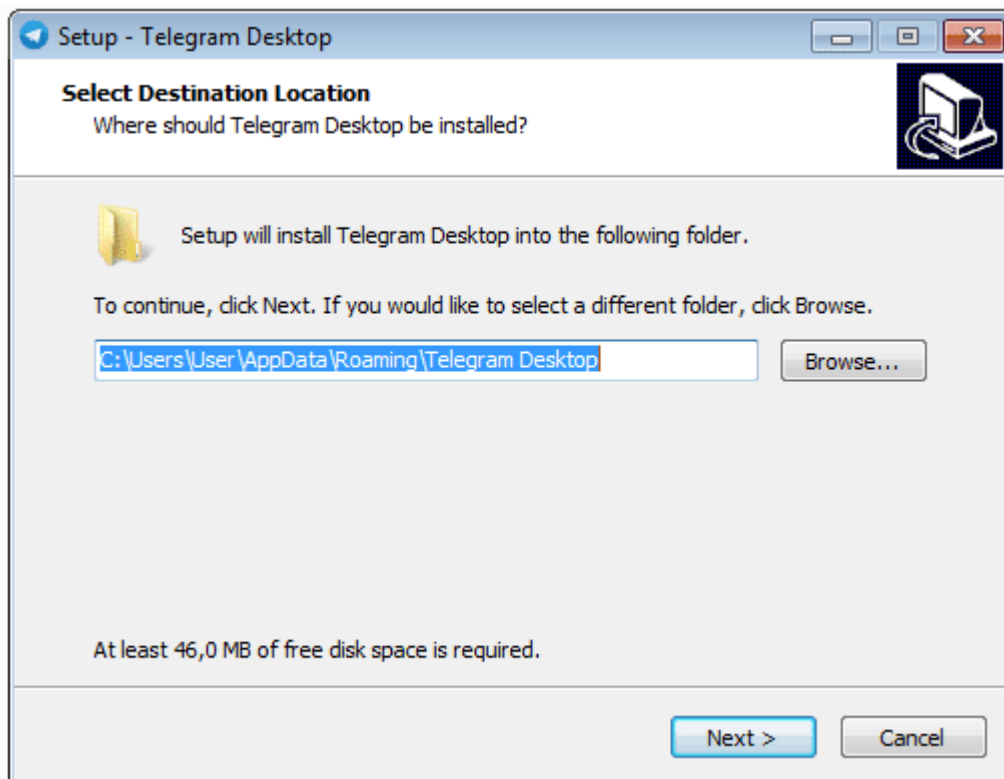 Setup - Telegram Desktop
Select Destination Location
Where should Telegram Desktop be installed?
Setup will install Telegram Desktop into the following folder.
To continue, click Next. If you would like to select a different folder, click Browse.
C:\Users\User\AppData\Roaming\Telegram Desktop
Browse...
At least 46,0 MB of free disk space is required.
Next >
Cancel